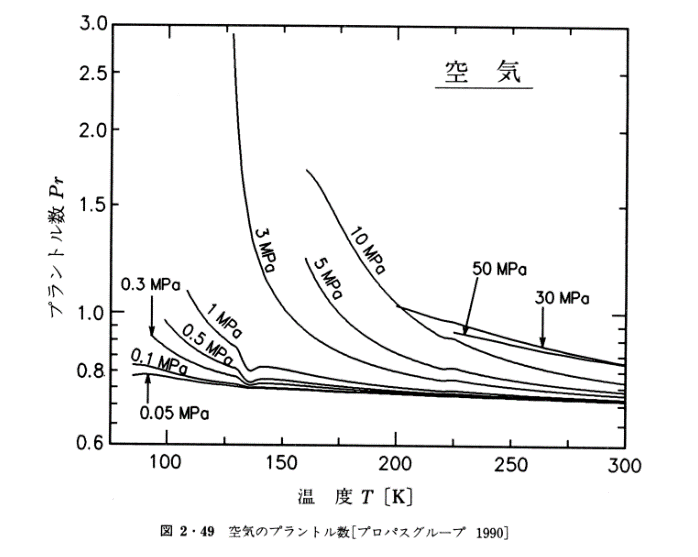 空 気
3.0
2.5
2.0
1.5
1.0
0.8
0.6
プラントル数 Pr
3 MPa
10 MPa
5 MPa
50 MPa
30 MPa
0.3 MPa
1 MPa
0.5 MPa
0.1 MPa
0.05 MPa
100 150 200 250 300
温 度 T [K]
図 2・49 空気のプラントル数[プロパスグループ 1990]